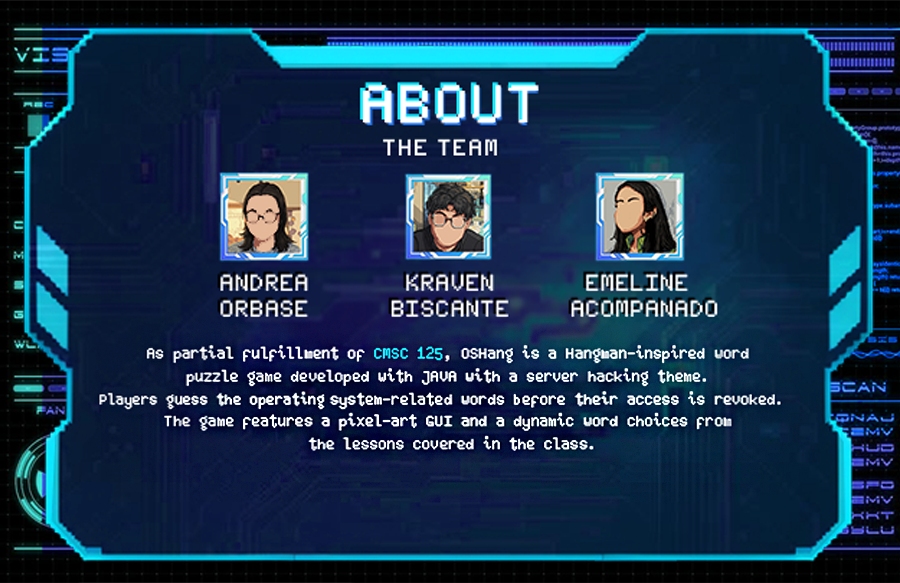 ABOUT
THE TEAM
ANDREA ORBASE
KRAVEN BISCANTE
EMELINE ACOMPANADO
As partial fulfillment of CMSC 125, OSHang is a Hangman-inspired word
puzzle game developed with JAVA with a server hacking theme.
Players guess the operating system-related words before their access is revoked.
The game features a pixel-art GUI and a dynamic word choices from
the lessons covered in the class.
VIS
SCAN